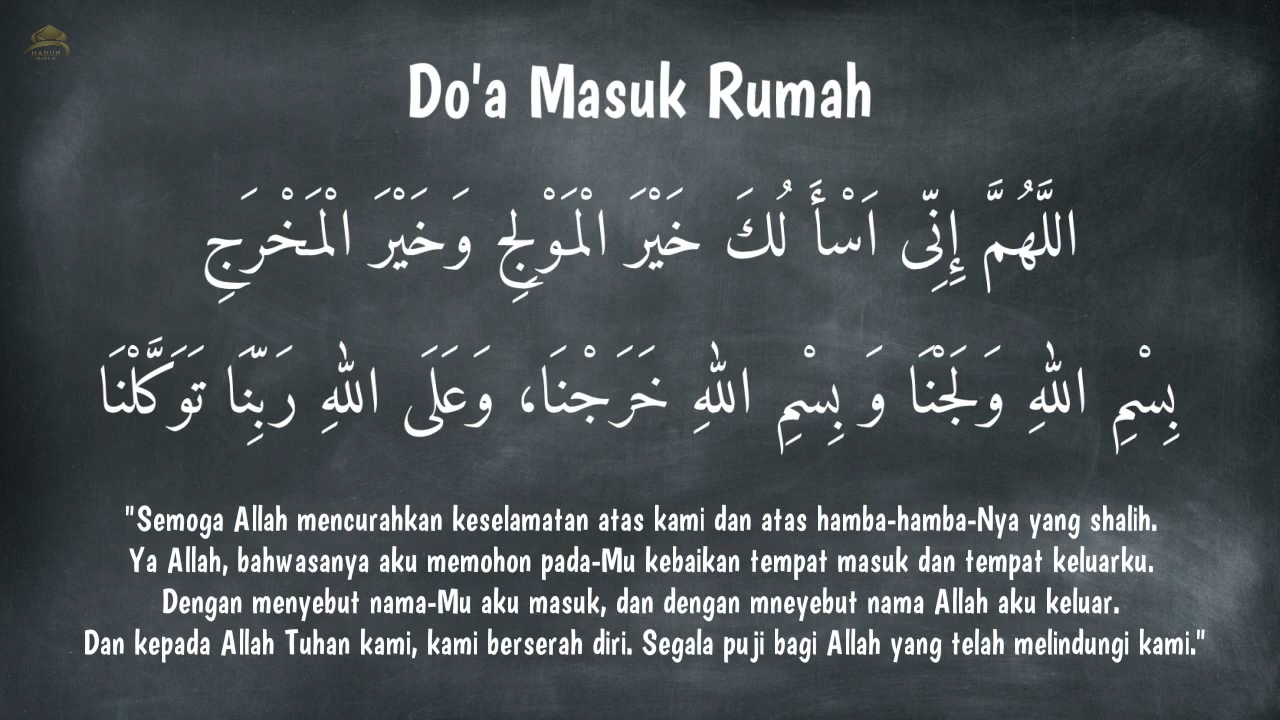 Do'a Masuk Rumah
اللَّهُمَّ إِنِّى اَسْأَ لُكَ خَيْرَ الْمَوْلِجِ وَخَيْرَ الْمَخْرَجِ
بِسْمِ اللهِ وَلَجْنَا وَ بِسْمِ اللهِ خَرَجْنَا، وَعَلَى اللهِ رَبِّنَا تَوَكَّلْنَا
"Semoga Allah mencurahkan keselamatan atas kami dan atas hamba-hamba-Nya yang shalih.
Ya Allah, bahwasanya aku memohon pada-Mu kebaikan tempat masuk dan tempat keluarku.
Dengan menyebut nama-Mu aku masuk, dan dengan mneyebut nama Allah aku keluar.
Dan kepada Allah Tuhan kami, kami berserah diri. Segala puji bagi Allah yang telah melindungi kami."